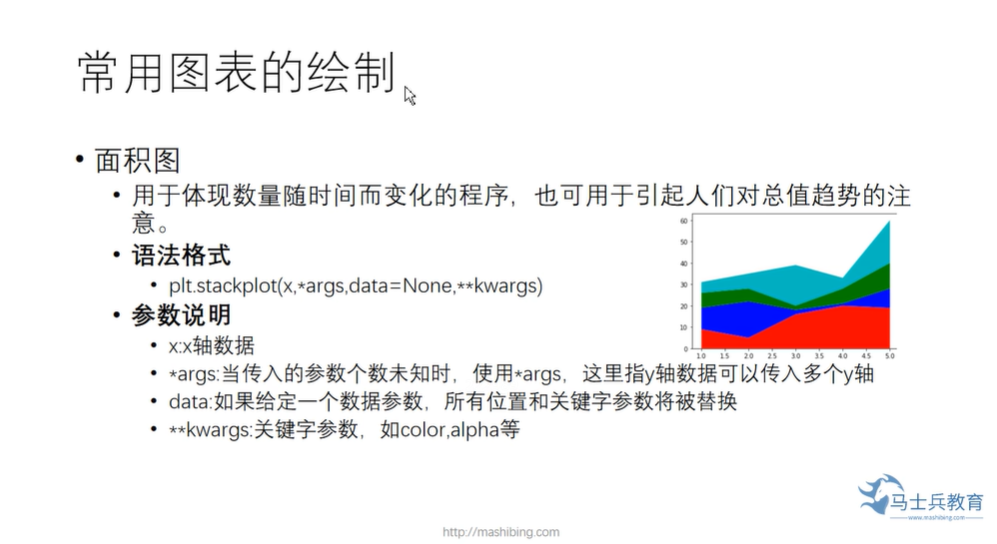 常用图表的绘制
• 面积图
• 用于体现数量随时间而变化的程序，也可用于引起人们对总值趋势的注
意。
• 语法格式
• plt.stackplot(x,*args,data=None,**kwargs)
• 参数说明
• x:x轴数据
• *args:当传入的参数个数未知时，使用*args，这里指y轴数据可以传入多个y轴
• data:如果给定一个数据参数，所有位置和关键字参数将被替换
• **kwargs:关键字参数，如color,alpha等
60
50
40
30
20
10
0
1.0 1.5 2.0 2.5 3.0 3.5 4.0 4.5 5.0
马士兵教育
www.mashibing.com
http://mashibing.com